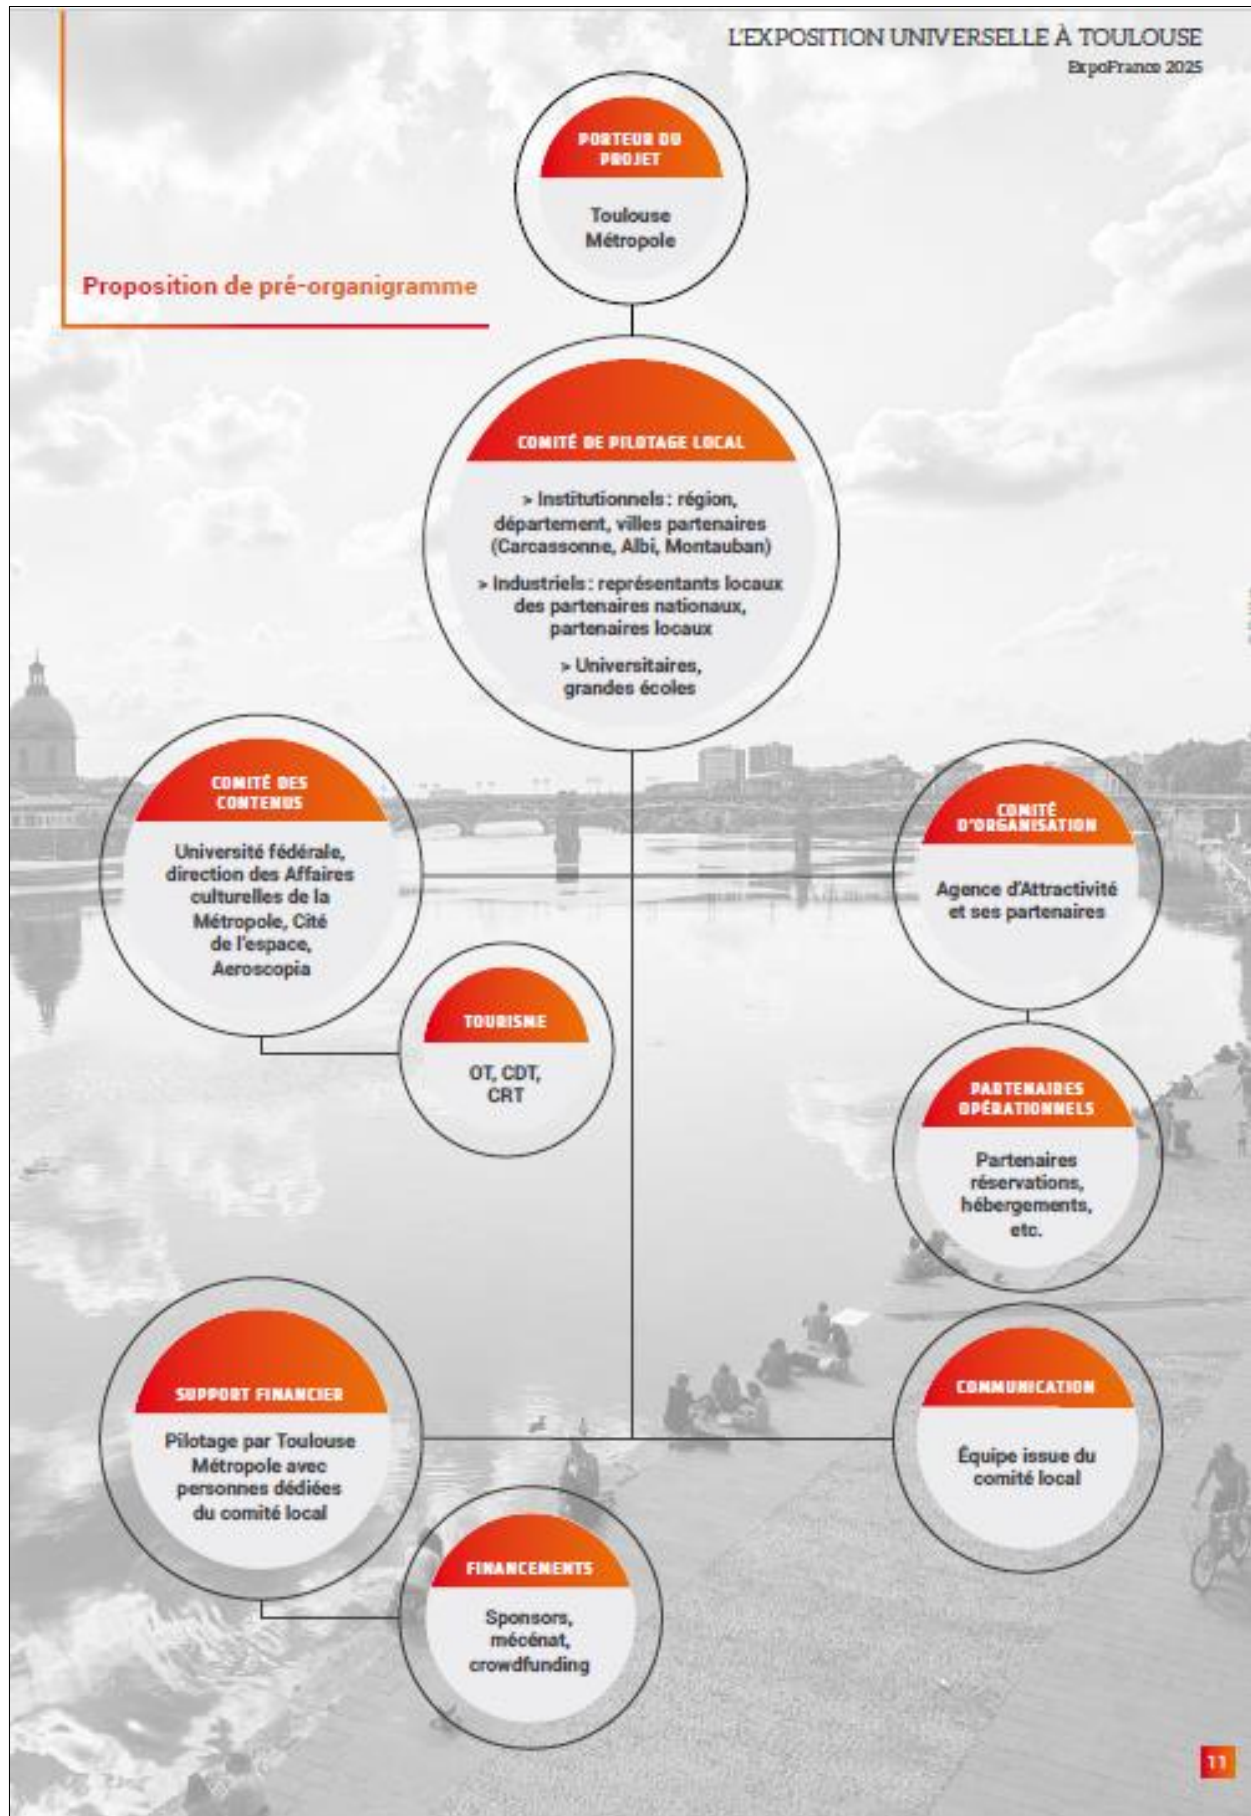 L'EXPOSITION UNIVERSELLE À TOULOUSE
ExpoFrance 2025
PORTEUR DU
PROJET
Toulouse
Métropole
Proposition de pré-organigramme
COMITÉ DE PILOTAGE LOCAL
> Institutionnels : région,
département, villes partenaires
(Carcassonne, Albi, Montauban)
> Industriels : représentants locaux
des partenaires nationaux,
partenaires locaux
> Universitaires,
grandes écoles
COMITÉ DES
CONTENUS
Université fédérale,
direction des Affaires
culturelles de la
Métropole, Cité
de l'espace,
Aeroscopia
COMITÉ
D'ORGANISATION
Agence d'Attractivité
et ses partenaires
TOURISME
OT, CDT,
CRT
PARTENAIRES
OPÉRATIONNELS
Partenaires
réservations,
hébergements,
etc.
SUPPORT FINANCIER
Pilotage par Toulouse
Métropole avec
personnes dédiées
du comité local
COMMUNICATION
Équipe issue du
comité local
FINANCEMENTS
Sponsors,
mécénat,
crowdfunding
11